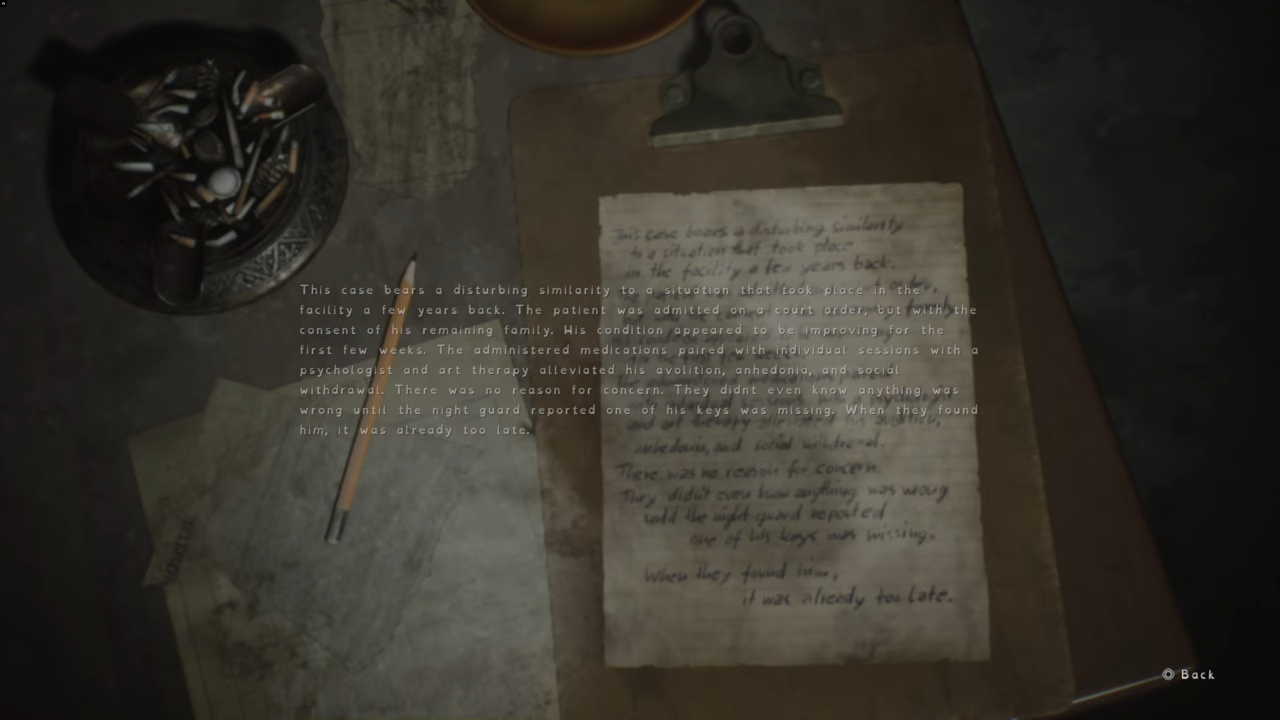 This case bears a disturbing similarity to a situation that took place in the
facility a few years back. The patient was admitted on a court order, but with the
consent of his remaining family. His condition appeared to be improving for the
first few weeks. The administered medications paired with individual sessions with a
psychologist and art therapy alleviated his avolition, anhedonia, and social
withdrawal. There was no reason for concern. They didnt even know anything was
wrong until the night guard reported one of his keys was missing. When they found
him, it was already too late.
This case bears a disturbing similarity
to a situation that took place
in the facility a few years back.
and art therapy alleviated his avolition,
anhedonia, and social withdrawal.
There was no reason for concern.
They didn't even know anything was wrong
until the night guard reported
one of his keys was missing.
When they found him,
it was already too late.
Back